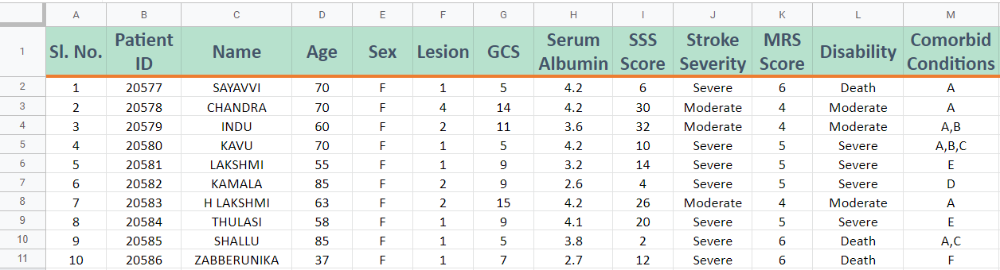 A B C D E F G H I J K L M
1 Sl. No. Patient ID Name Age Sex Lesion GCS Serum Albumin SSS Score Stroke Severity MRS Score Disability Comorbid Conditions
2 1 20577 SAYAVVI 70 F 1 5 4.2 6 Severe 6 Death A
3 2 20578 CHANDRA 70 F 4 14 4.2 30 Moderate 4 Moderate A
4 3 20579 INDU 60 F 2 11 3.6 32 Moderate 4 Moderate A,B
5 4 20580 KAVU 70 F 1 5 4.2 10 Severe 5 Severe A,B,C
6 5 20581 LAKSHMI 55 F 1 9 3.2 14 Severe 5 Severe E
7 6 20582 KAMALA 85 F 2 9 2.6 4 Severe 5 Severe D
8 7 20583 H LAKSHMI 63 F 2 15 4.2 26 Moderate 4 Moderate A
9 8 20584 THULASI 58 F 1 9 4.1 20 Severe 5 Severe E
10 9 20585 SHALLU 85 F 1 5 3.8 2 Severe 6 Death A,C
11 10 20586 ZABBERUNIKA 37 F 1 7 2.7 12 Severe 6 Death F